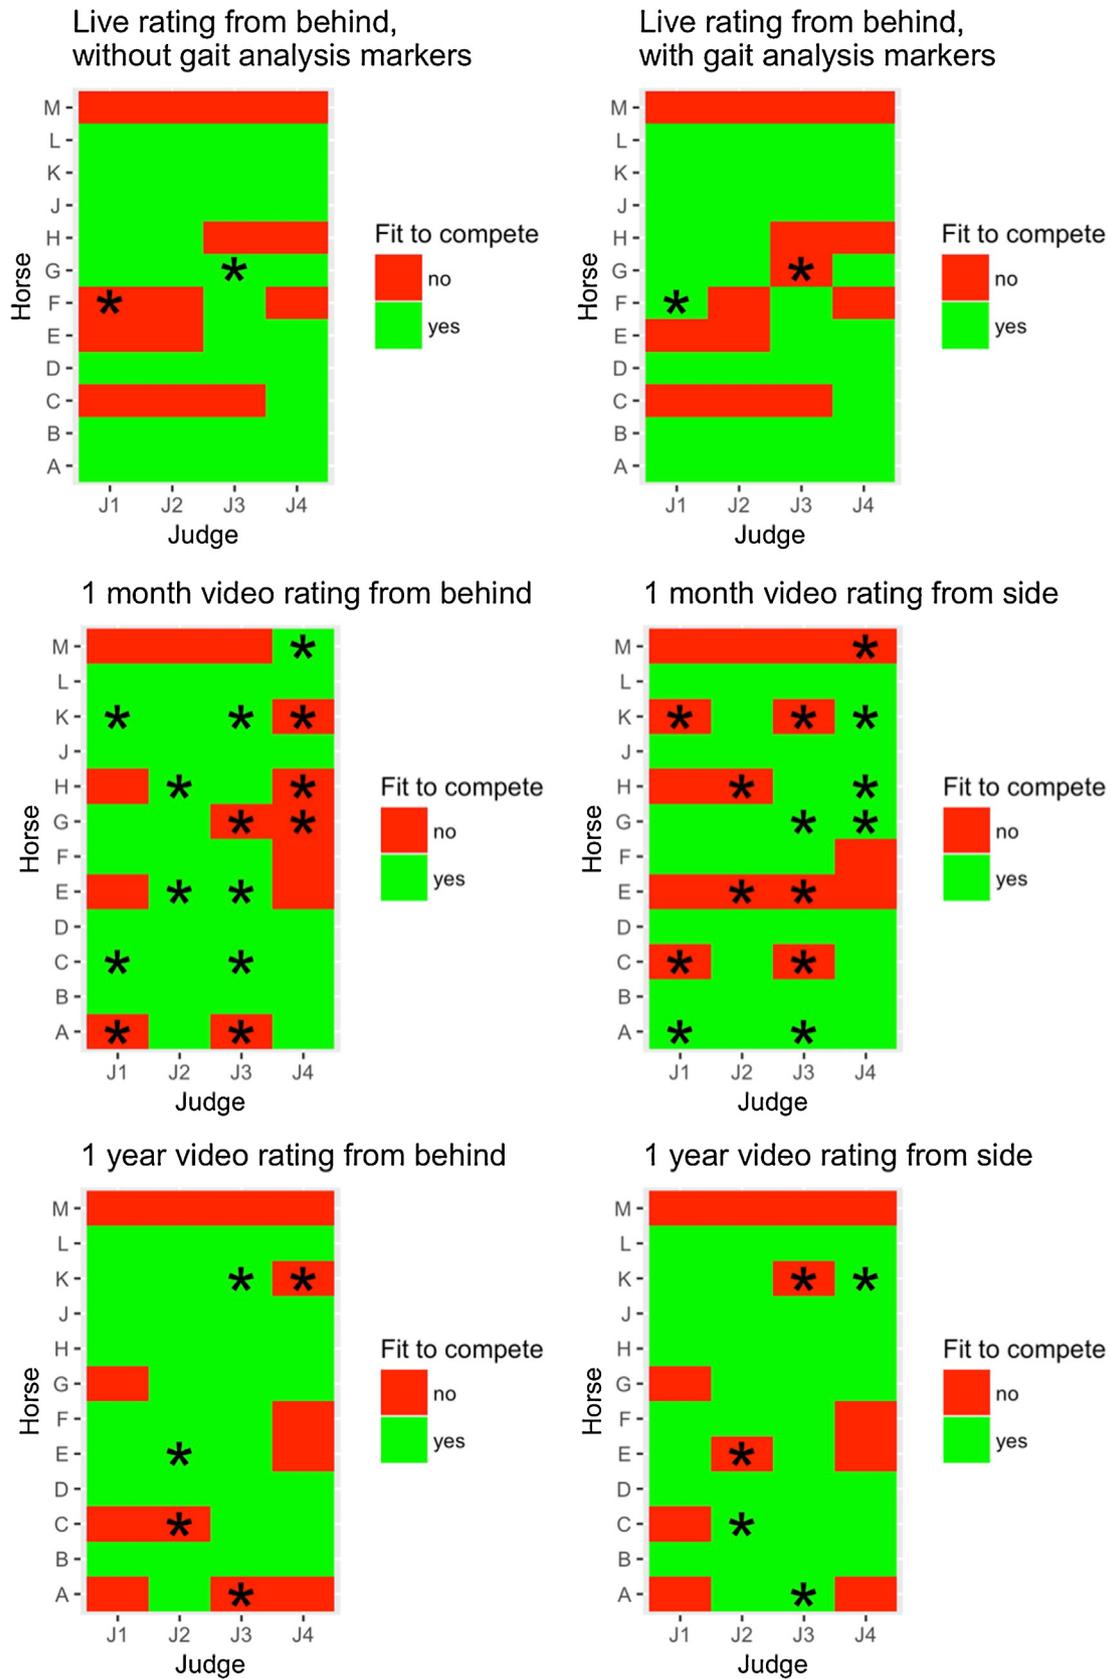 Live rating from behind,
without gait analysis markers
M
L
K
J
H
G
F
E
D
C
B
A
Horse
J1 J2 J3 J4
Judge
Fit to compete
no
yes
Live rating from behind,
with gait analysis markers
M
L
K
J
H
G
F
E
D
C
B
A
Horse
J1 J2 J3 J4
Judge
Fit to compete
no
yes
1 month video rating from behind
M
L
K
J
H
G
F
E
D
C
B
A
Horse
J1 J2 J3 J4
Judge
Fit to compete
no
yes
1 month video rating from side
M
L
K
J
H
G
F
E
D
C
B
A
Horse
J1 J2 J3 J4
Judge
Fit to compete
no
yes
1 year video rating from behind
M
L
K
J
H
G
F
E
D
C
B
A
Horse
J1 J2 J3 J4
Judge
Fit to compete
no
yes
1 year video rating from side
M
L
K
J
H
G
F
E
D
C
B
A
Horse
J1 J2 J3 J4
Judge
Fit to compete
no
yes